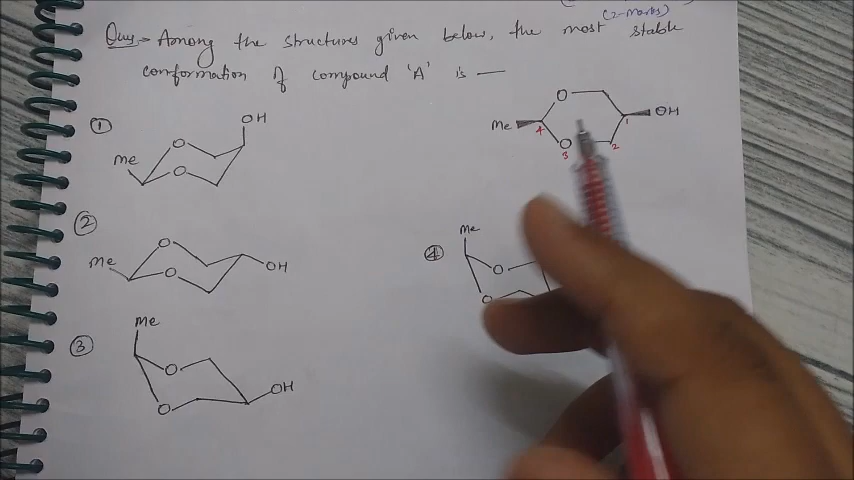 (2-Marks)
Ques → Among the structures given below, the most stable
conformation of compound 'A' is —
O
Me OH
4 1
O
3 2
① OH
O
Me O
②
O
Me O OH
③ Me
O
OH
O
④ Me
O
O